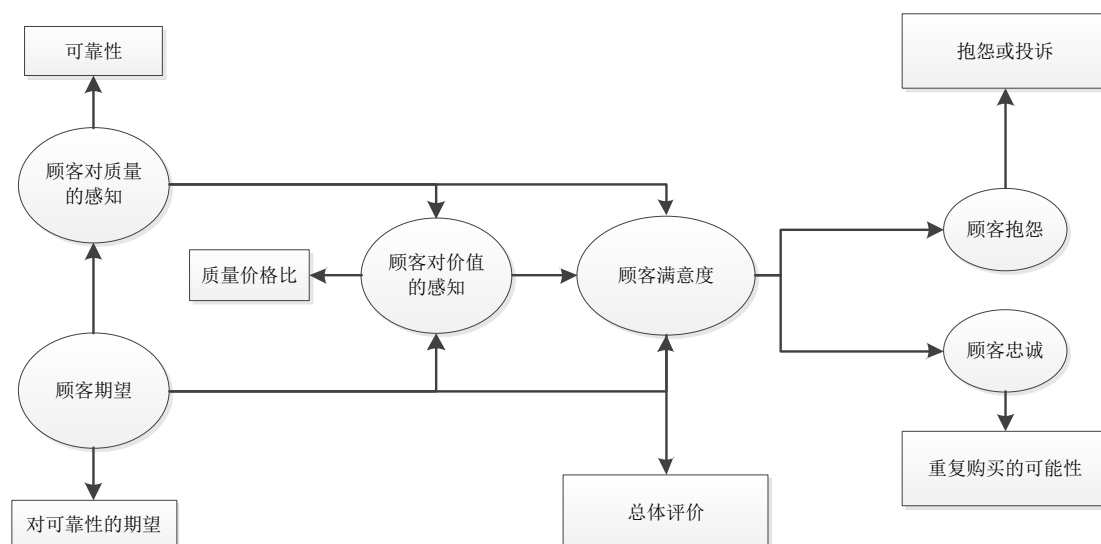 可靠性
抱怨或投诉
顾客对质量
的感知
顾客抱怨
质量价格比
顾客对价值
的感知
顾客满意度
顾客忠诚
顾客期望
重复购买的可能性
总体评价
对可靠性的期望